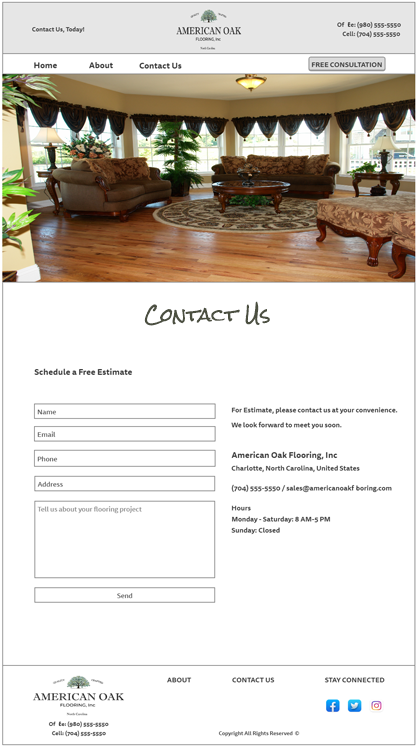 Contact Us, Today!
AMERICAN OAK
FLOORING, Inc
North Carolina
Of Ee: (980) 555-5550
Cell: (704) 555-5550
Home
About
Contact Us
FREE CONSULTATION
Contact Us
Schedule a Free Estimate
Name
Email
Phone
Address
Tell us about your flooring project
Send
For Estimate, please contact us at your convenience.
We look forward to meet you soon.
American Oak Flooring, Inc
Charlotte, North Carolina, United States
(704) 555-5550 / sales@americanoakf boring.com
Hours
Monday - Saturday: 8 AM-5 PM
Sunday: Closed
AMERICAN OAK
FLOORING, Inc
North Carolina
Of Ee: (980) 555-5550
Cell: (704) 555-5550
ABOUT
CONTACT US
STAY CONNECTED
Copyright All Rights Reserved ©